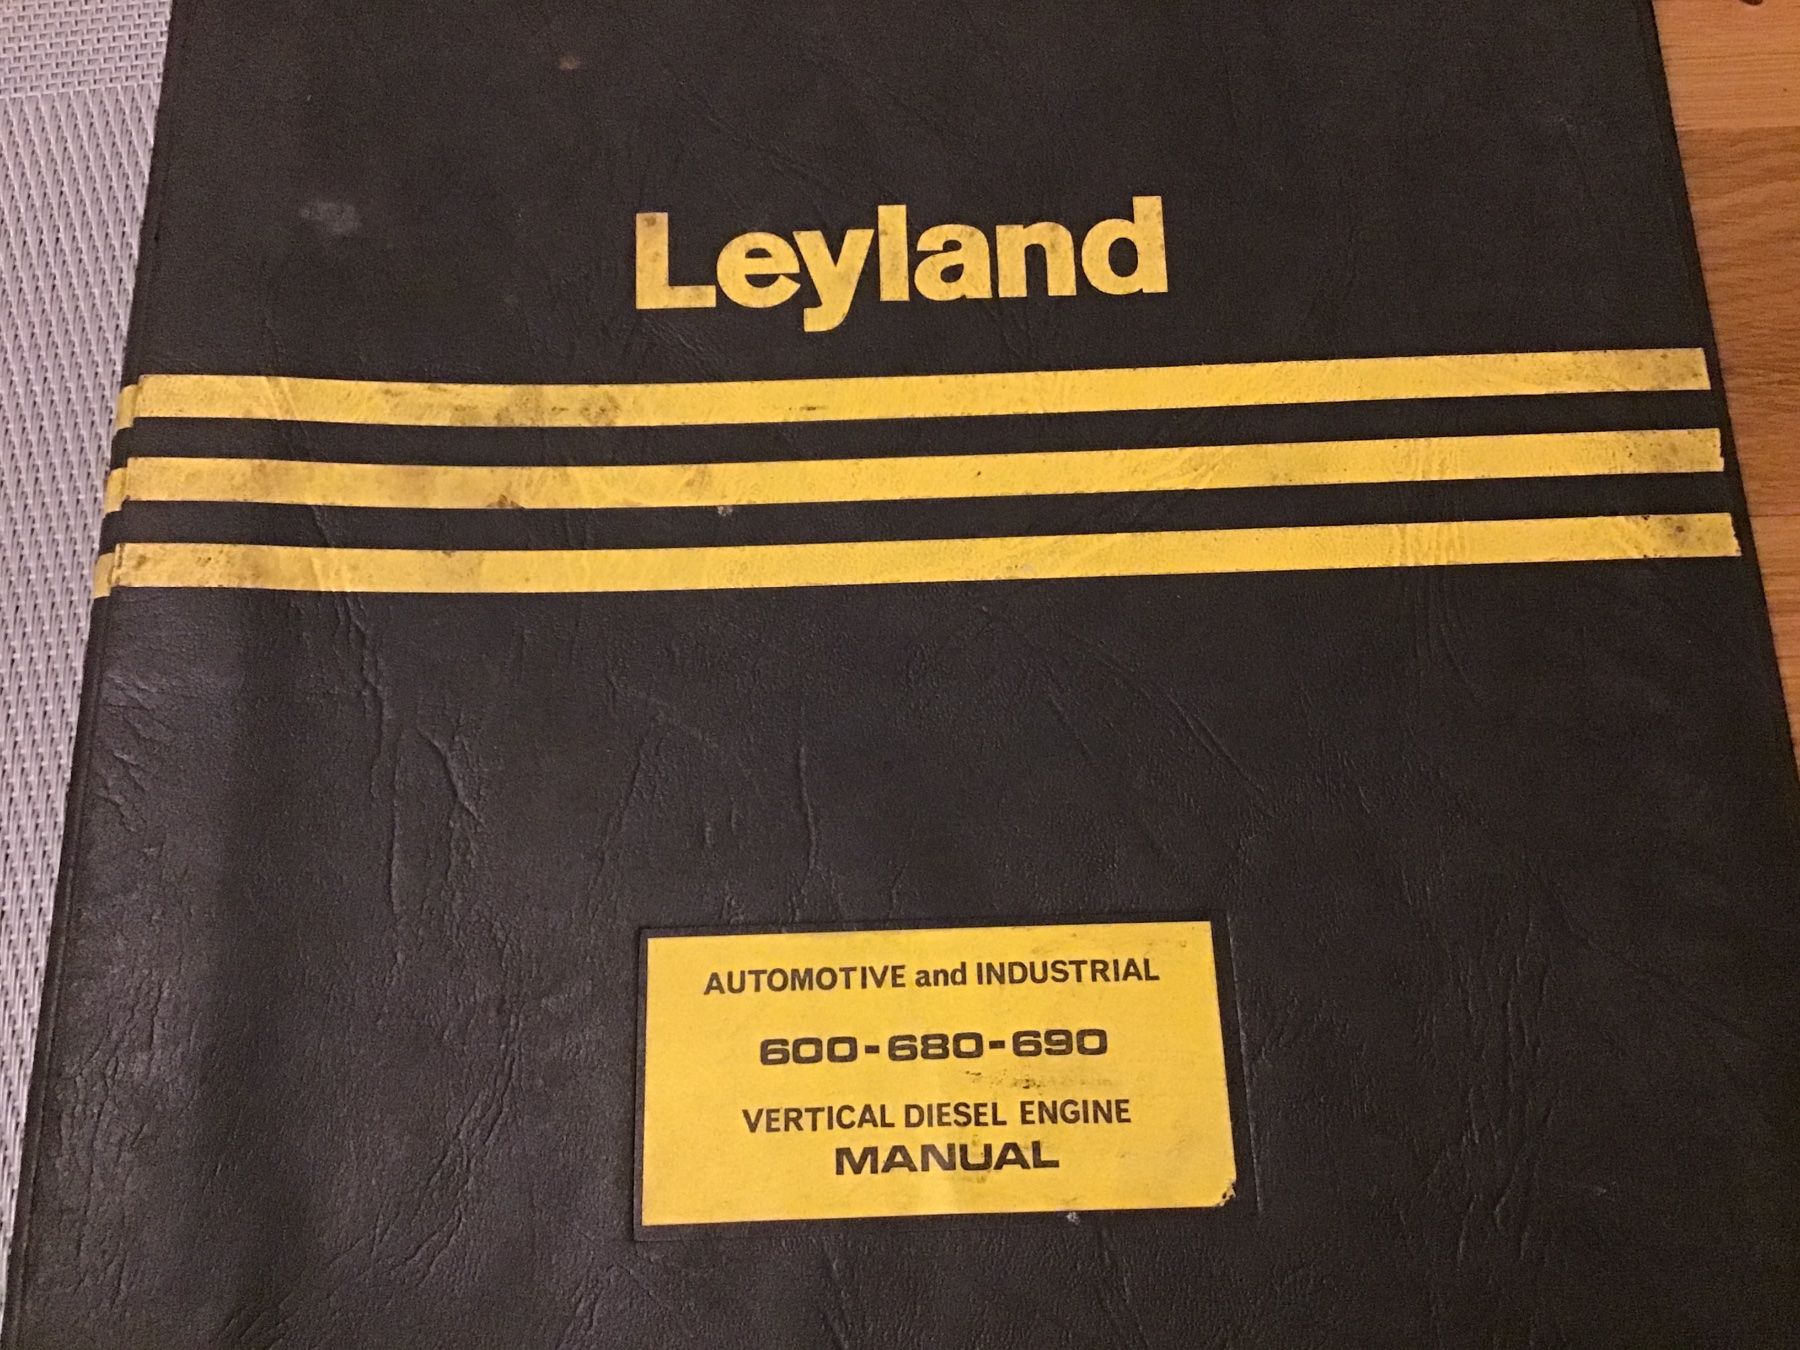 Leyland
AUTOMOTIVE and INDUSTRIAL
600-680-690
VERTICAL DIESEL ENGINE
MANUAL